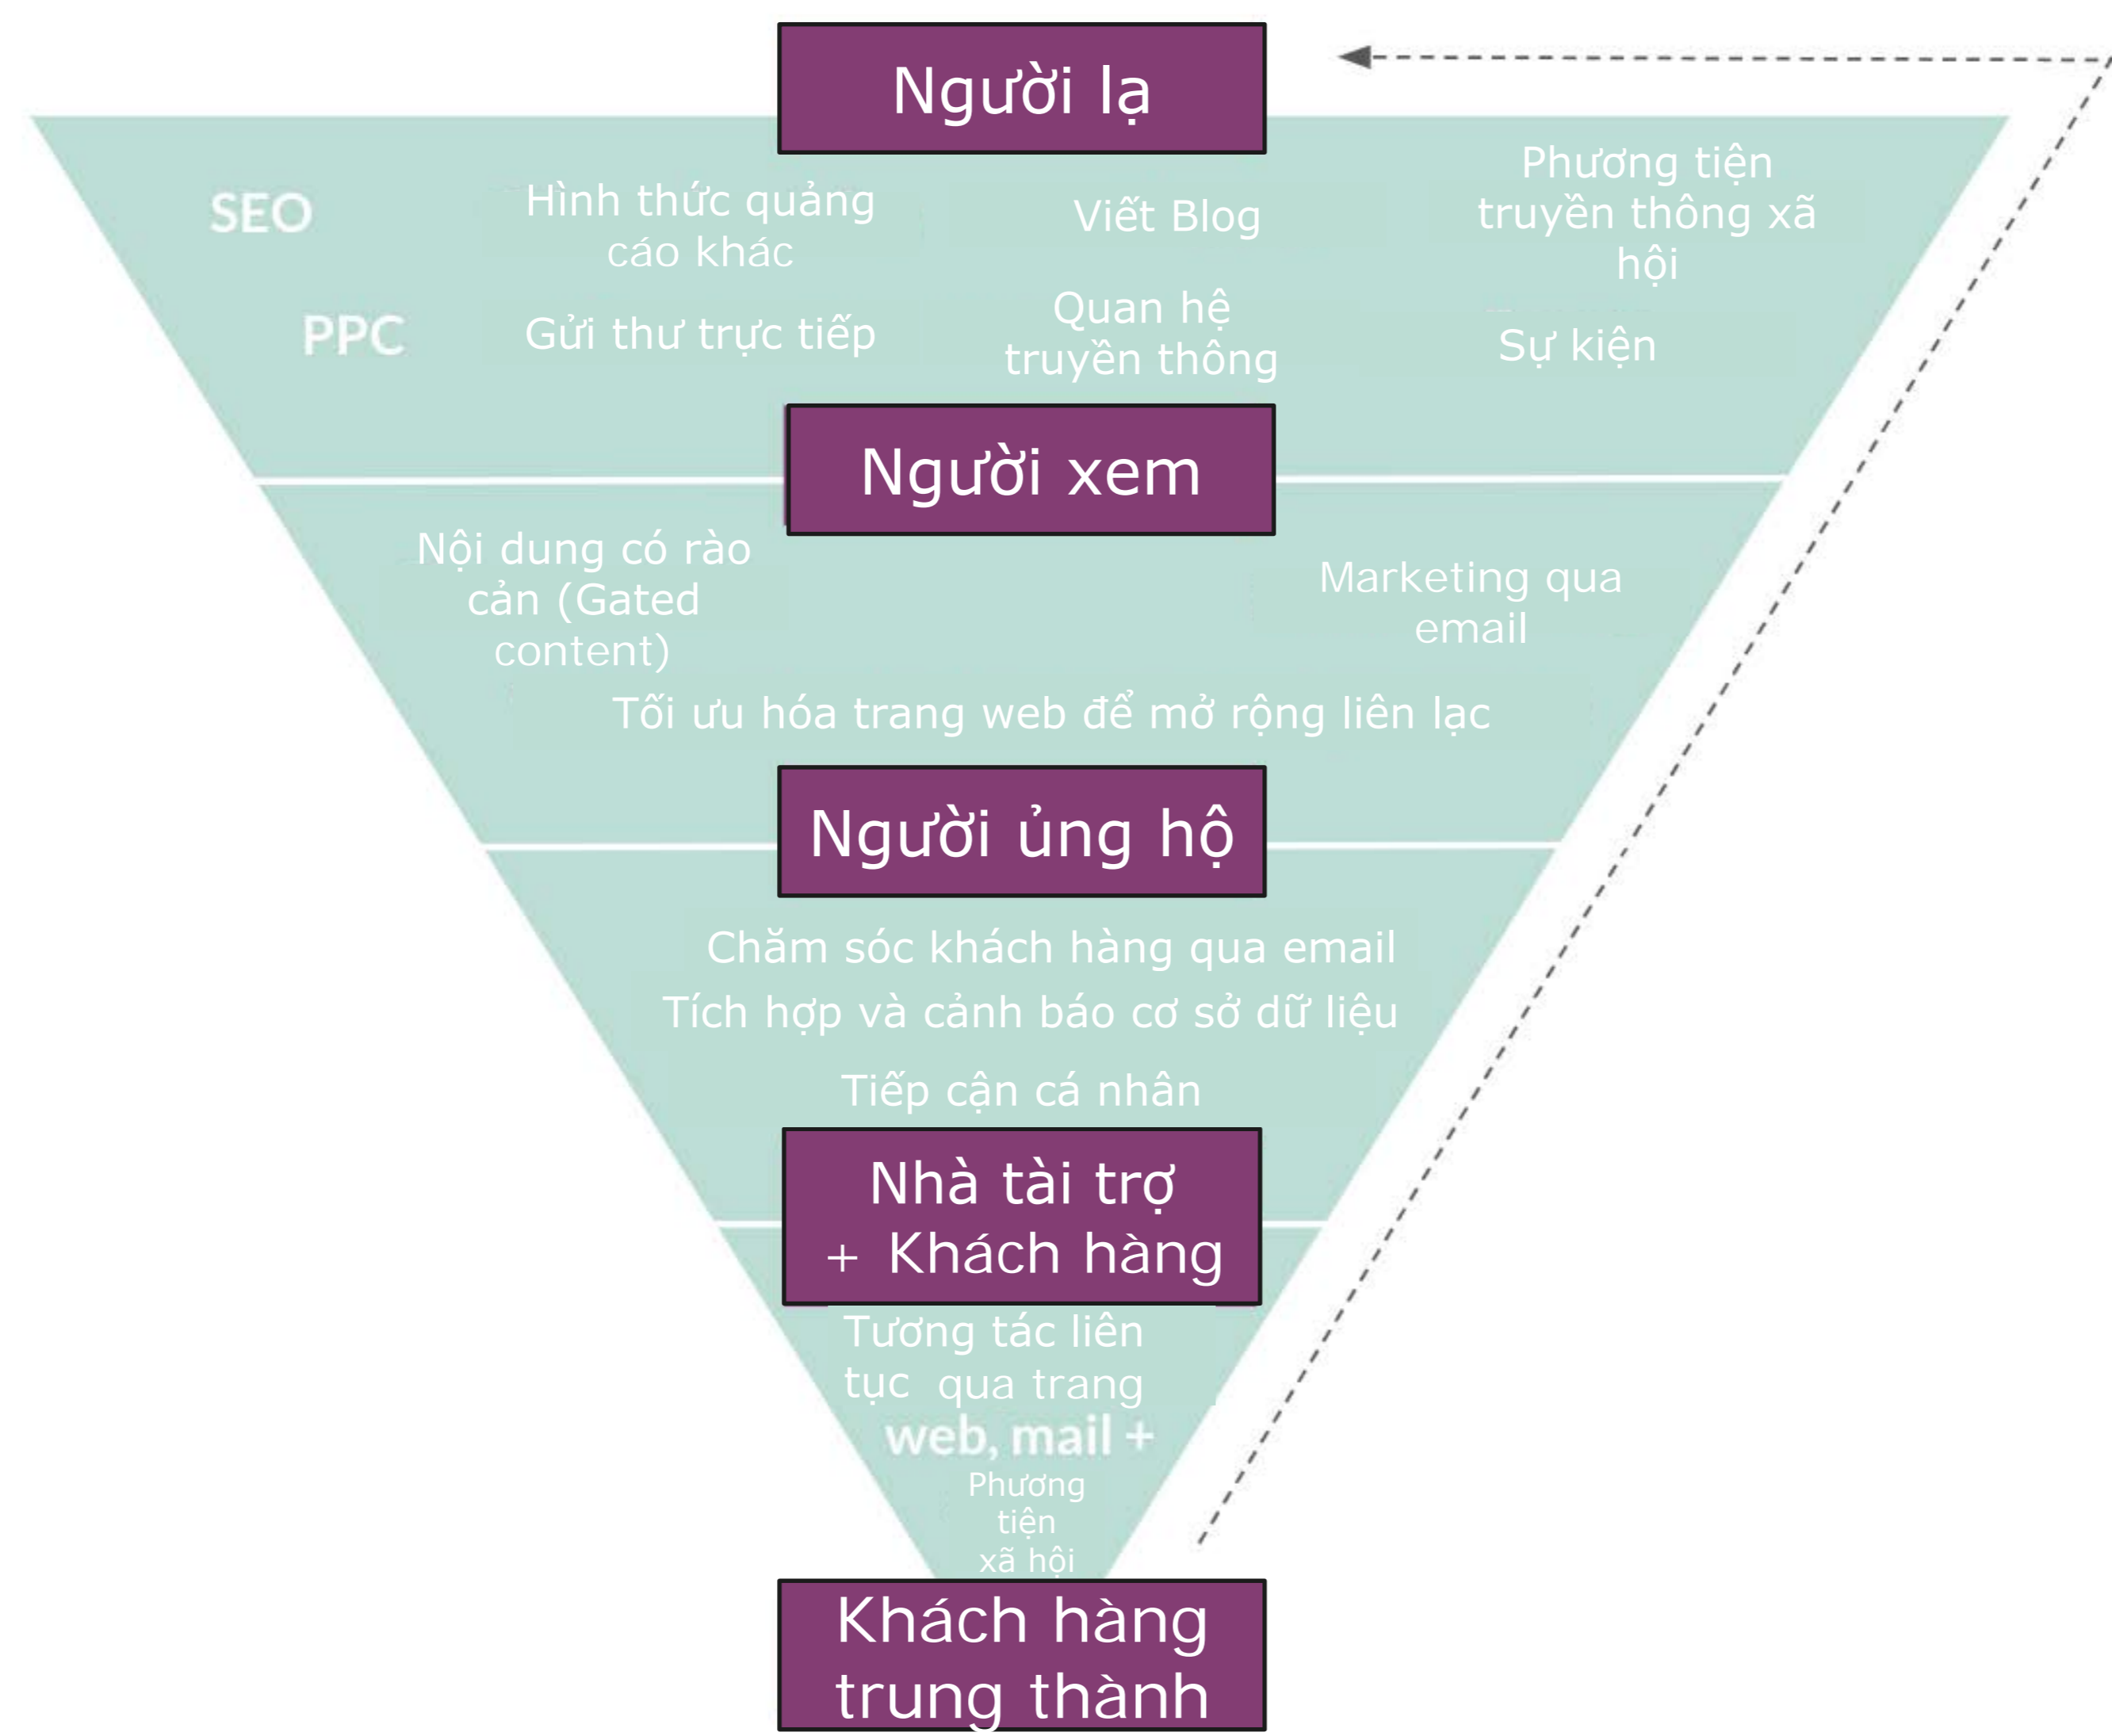 Người lạ
SEO
Hình thức quảng
cáo khác
Viết Blog
Phương tiện
truyền thông xã
hội
PPC
Gửi thư trực tiếp
Quan hệ
truyền thông
Sự kiện
Người xem
Nội dung có rào
cản (Gated
content)
Marketing qua
email
Tối ưu hóa trang web để mở rộng liên lạc
Người ủng hộ
Chăm sóc khách hàng qua email
Tích hợp và cảnh báo cơ sở dữ liệu
Tiếp cận cá nhân
Nhà tài trợ
+ Khách hàng
Tương tác liên
tục qua trang
web, mail +
Phương
tiện
xã hội
Khách hàng
trung thành